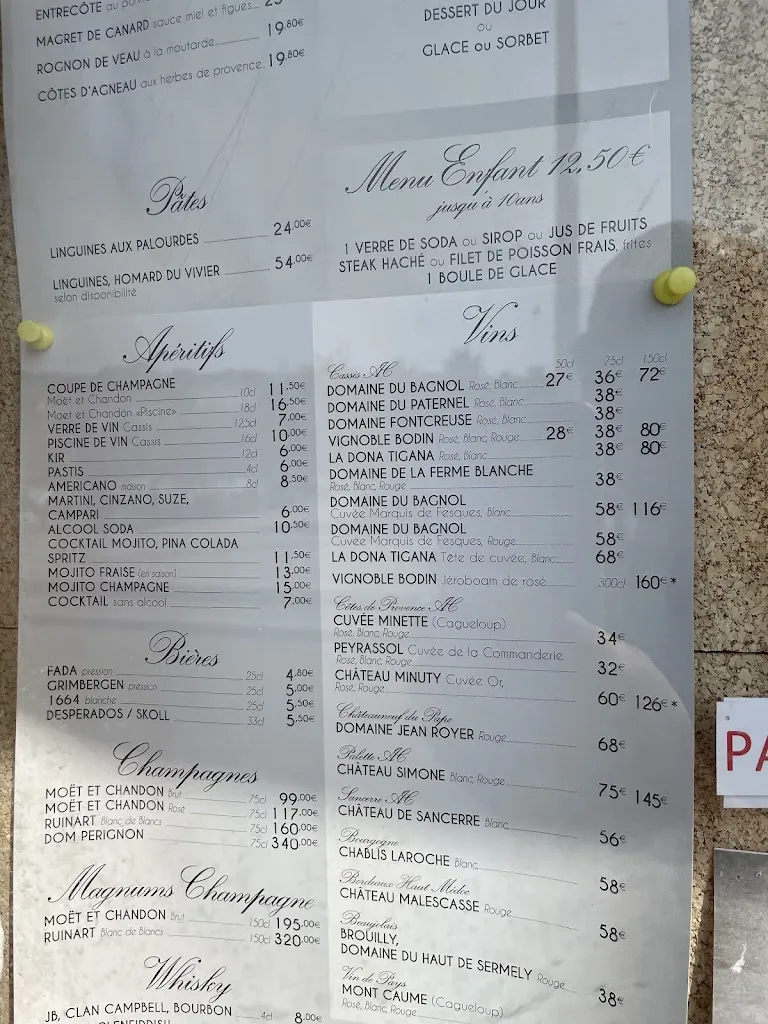 ENTRECÔTE au
MAGRET DE CANARD sauce miel et figues
ROGNON DE VEAU à la moutarde 19,80€
CÔTES D'AGNEAU aux herbes de provence 19,80€
DESSERT DU JOUR
ou
GLACE ou SORBET
Pâtes
LINGUINES AUX PALOURDES 24,00€
LINGUINES, HOMARD DU VIVIER 54,00€
selon disponibilité
Menu Enfant 12,50€
jusqu'à 10ans
1 VERRE DE SODA ou SIROP ou JUS DE FRUITS
STEAK HACHÉ ou FILET DE POISSON FRAIS, frites
1 BOULE DE GLACE
Apéritifs
COUPE DE CHAMPAGNE
Moët et Chandon 10cl 11,50€
Moet et Chandon «Piscine» 18cl 16,50€
VERRE DE VIN Cassis 12,5cl 7,00€
PISCINE DE VIN Cassis 16cl 10,00€
KIR 12cl 6,00€
PASTIS 4cl 6,00€
AMERICANO maison 8cl 8,50€
MARTINI, CINZANO, SUZE,
CAMPARI 6,00€
ALCOOL SODA 10,50€
COCKTAIL MOJITO, PINA COLADA
SPRITZ 11,50€
MOJITO FRAISE (en saison) 13,00€
MOJITO CHAMPAGNE 15,00€
COCKTAIL sans alcool 7,00€
Bières
FADA pression 25cl 4,80€
GRIMBERGEN pression 25cl 5,00€
1664 blanche 25cl 5,50€
DESPERADOS / SKOLL 33cl 5,50€
Champagnes
MOËT ET CHANDON Brut 75cl 99,00€
MOËT ET CHANDON Rosé 75cl 117,00€
RUINART Blanc de Blancs 75cl 160,00€
DOM PERIGNON 75cl 340,00€
Magnums Champagne
MOËT ET CHANDON Brut 150cl 195,00€
RUINART Blanc de Blancs 150cl 320,00€
Whisky
JB, CLAN CAMPBELL, BOURBON 4cl 8,00€
Vins
50cl 75cl 150cl
Cassis AC
DOMAINE DU BAGNOL Rosé, Blanc 27€ 36€ 72€
DOMAINE DU PATERNEL Rosé, Blanc 38€
DOMAINE FONTCREUSE Rosé, Blanc 38€
VIGNOBLE BODIN Rosé, Blanc, Rouge 28€ 38€ 80€
LA DONA TIGANA Rosé, Blanc 38€ 80€
DOMAINE DE LA FERME BLANCHE
Rosé, Blanc, Rouge 38€
DOMAINE DU BAGNOL
Cuvée Marquis de Fesques, Blanc 58€ 116€
DOMAINE DU BAGNOL
Cuvée Marquis de Fesques, Rouge 58€
LA DONA TIGANA Tête de cuvée, Blanc 68€
VIGNOBLE BODIN Jéroboam de rosé 300cl 160€*
Côtes de Provence AC
CUVÉE MINETTE (Cagueloup)
Rosé, Blanc, Rouge 34€
PEYRASSOL Cuvée de la Commanderie
Rosé, Blanc, Rouge 32€
CHÂTEAU MINUTY Cuvée Or,
Rosé, Rouge 60€ 126€*
Châteauneuf du Pape
DOMAINE JEAN ROYER Rouge 68€
Palette AC
CHÂTEAU SIMONE Blanc, Rouge 75€ 145€
Sancerre AC
CHÂTEAU DE SANCERRE Blanc 56€
Bourgogne
CHABLIS LAROCHE Blanc 58€
Bordeaux Haut Médoc
CHÂTEAU MALESCASSE Rouge 58€
Beaujolais
BROUILLY,
DOMAINE DU HAUT DE SERMELY Rouge 38€
Vin de Pays
MONT CAUME (Cagueloup)
Rosé, Blanc, Rouge
PA